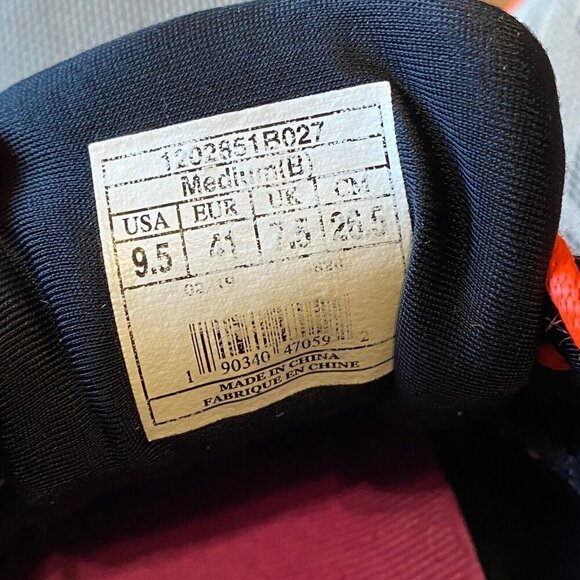 1202851B027
Medium(B)
USA EUR UK CM
9.5 41 7.5 26.5
1 90340 47059 2
MADE IN CHINA
FABRIQUE EN CHINE